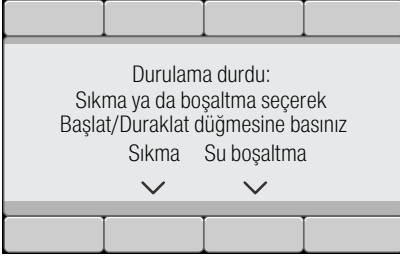 Durulama durdu:
Sıkma ya da boşaltma seçerek
Başlat/Duraklat düğmesine basınız
Sıkma Su boşaltma